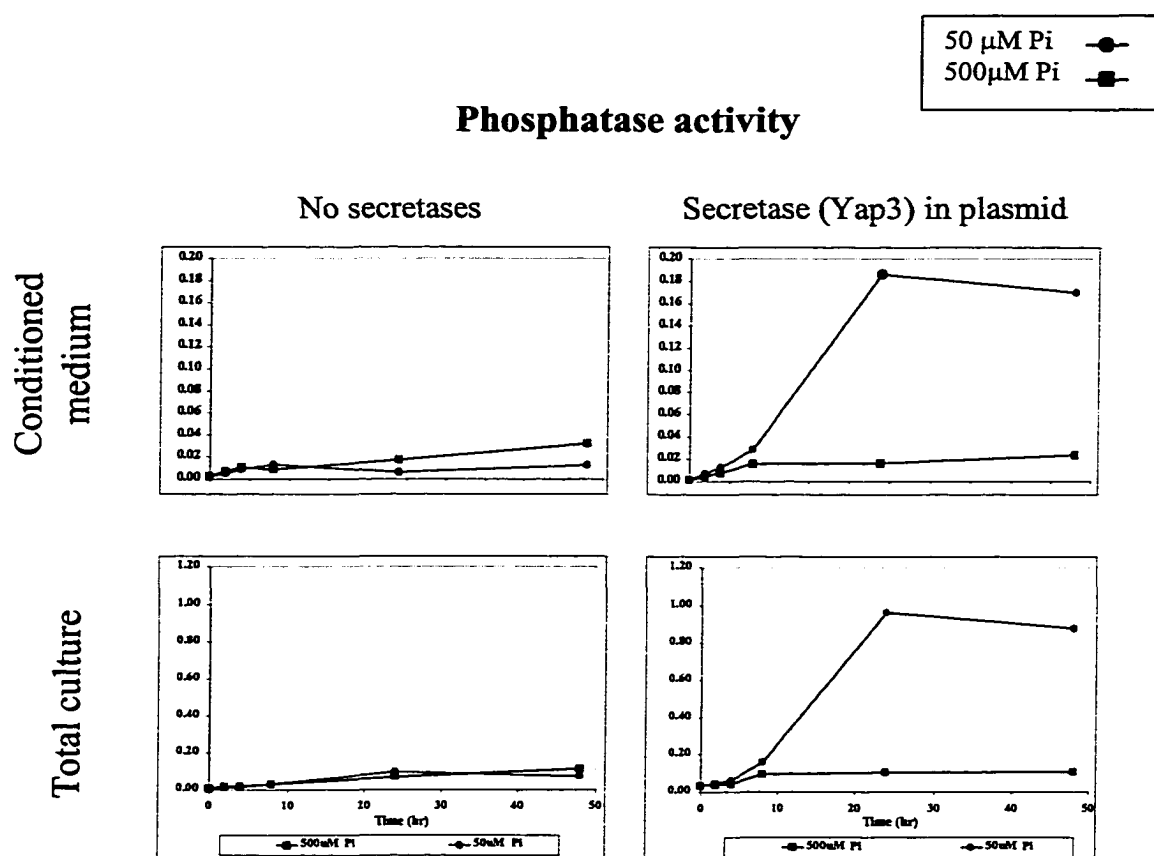 50 µM Pi
500µM Pi
Phosphatase activity
No secretases
Secretase (Yap3) in plasmid
Conditioned
medium
0.20
0.18
0.16
0.14
0.12
0.10
0.08
0.06
0.04
0.02
0.00
0.20
0.18
0.16
0.14
0.12
0.10
0.08
0.06
0.04
0.02
0.00
Total culture
1.20
1.00
0.80
0.60
0.40
0.20
0.00
0 10 20 30 40 50
Time (hr)
500uM Pi 50uM Pi
1.20
1.00
0.80
0.60
0.40
0.20
0.00
0 10 20 30 40 50
Time (hr)
500uM Pi 50uM Pi